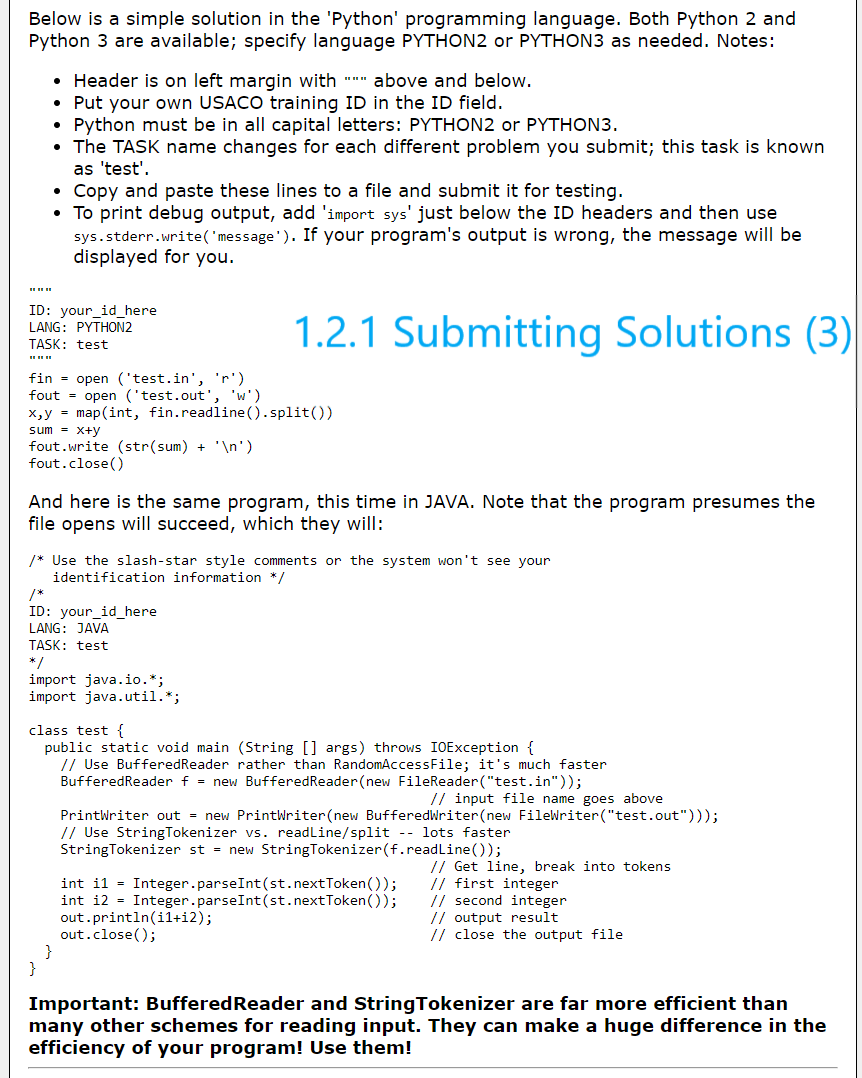 Below is a simple solution in the 'Python' programming language. Both Python 2 and
Python 3 are available; specify language PYTHON2 or PYTHON3 as needed. Notes:
• Header is on left margin with """ above and below.
• Put your own USACO training ID in the ID field.
• Python must be in all capital letters: PYTHON2 or PYTHON3.
• The TASK name changes for each different problem you submit; this task is known
as 'test'.
• Copy and paste these lines to a file and submit it for testing.
• To print debug output, add 'import sys' just below the ID headers and then use
sys.stderr.write('message'). If your program's output is wrong, the message will be
displayed for you.
"""
ID: your_id_here
LANG: PYTHON2
TASK: test
"""
1.2.1 Submitting Solutions (3)
fin = open ('test.in', 'r')
fout = open ('test.out', 'w')
x,y = map(int, fin.readline().split())
sum = x+y
fout.write (str(sum) + '\n')
fout.close()
And here is the same program, this time in JAVA. Note that the program presumes the
file opens will succeed, which they will:
/* Use the slash-star style comments or the system won't see your
   identification information */
/*
ID: your_id_here
LANG: JAVA
TASK: test
*/
import java.io.*;
import java.util.*;
class test {
  public static void main (String [] args) throws IOException {
    // Use BufferedReader rather than RandomAccessFile; it's much faster
    BufferedReader f = new BufferedReader(new FileReader("test.in"));
                                                  // input file name goes above
    PrintWriter out = new PrintWriter(new BufferedWriter(new FileWriter("test.out")));
    // Use StringTokenizer vs. readLine/split -- lots faster
    StringTokenizer st = new StringTokenizer(f.readLine());
                                                  // Get line, break into tokens
    int i1 = Integer.parseInt(st.nextToken());    // first integer
    int i2 = Integer.parseInt(st.nextToken());    // second integer
    out.println(i1+i2);                           // output result
    out.close();                                  // close the output file
  }
}
Important: BufferedReader and StringTokenizer are far more efficient than
many other schemes for reading input. They can make a huge difference in the
efficiency of your program! Use them!